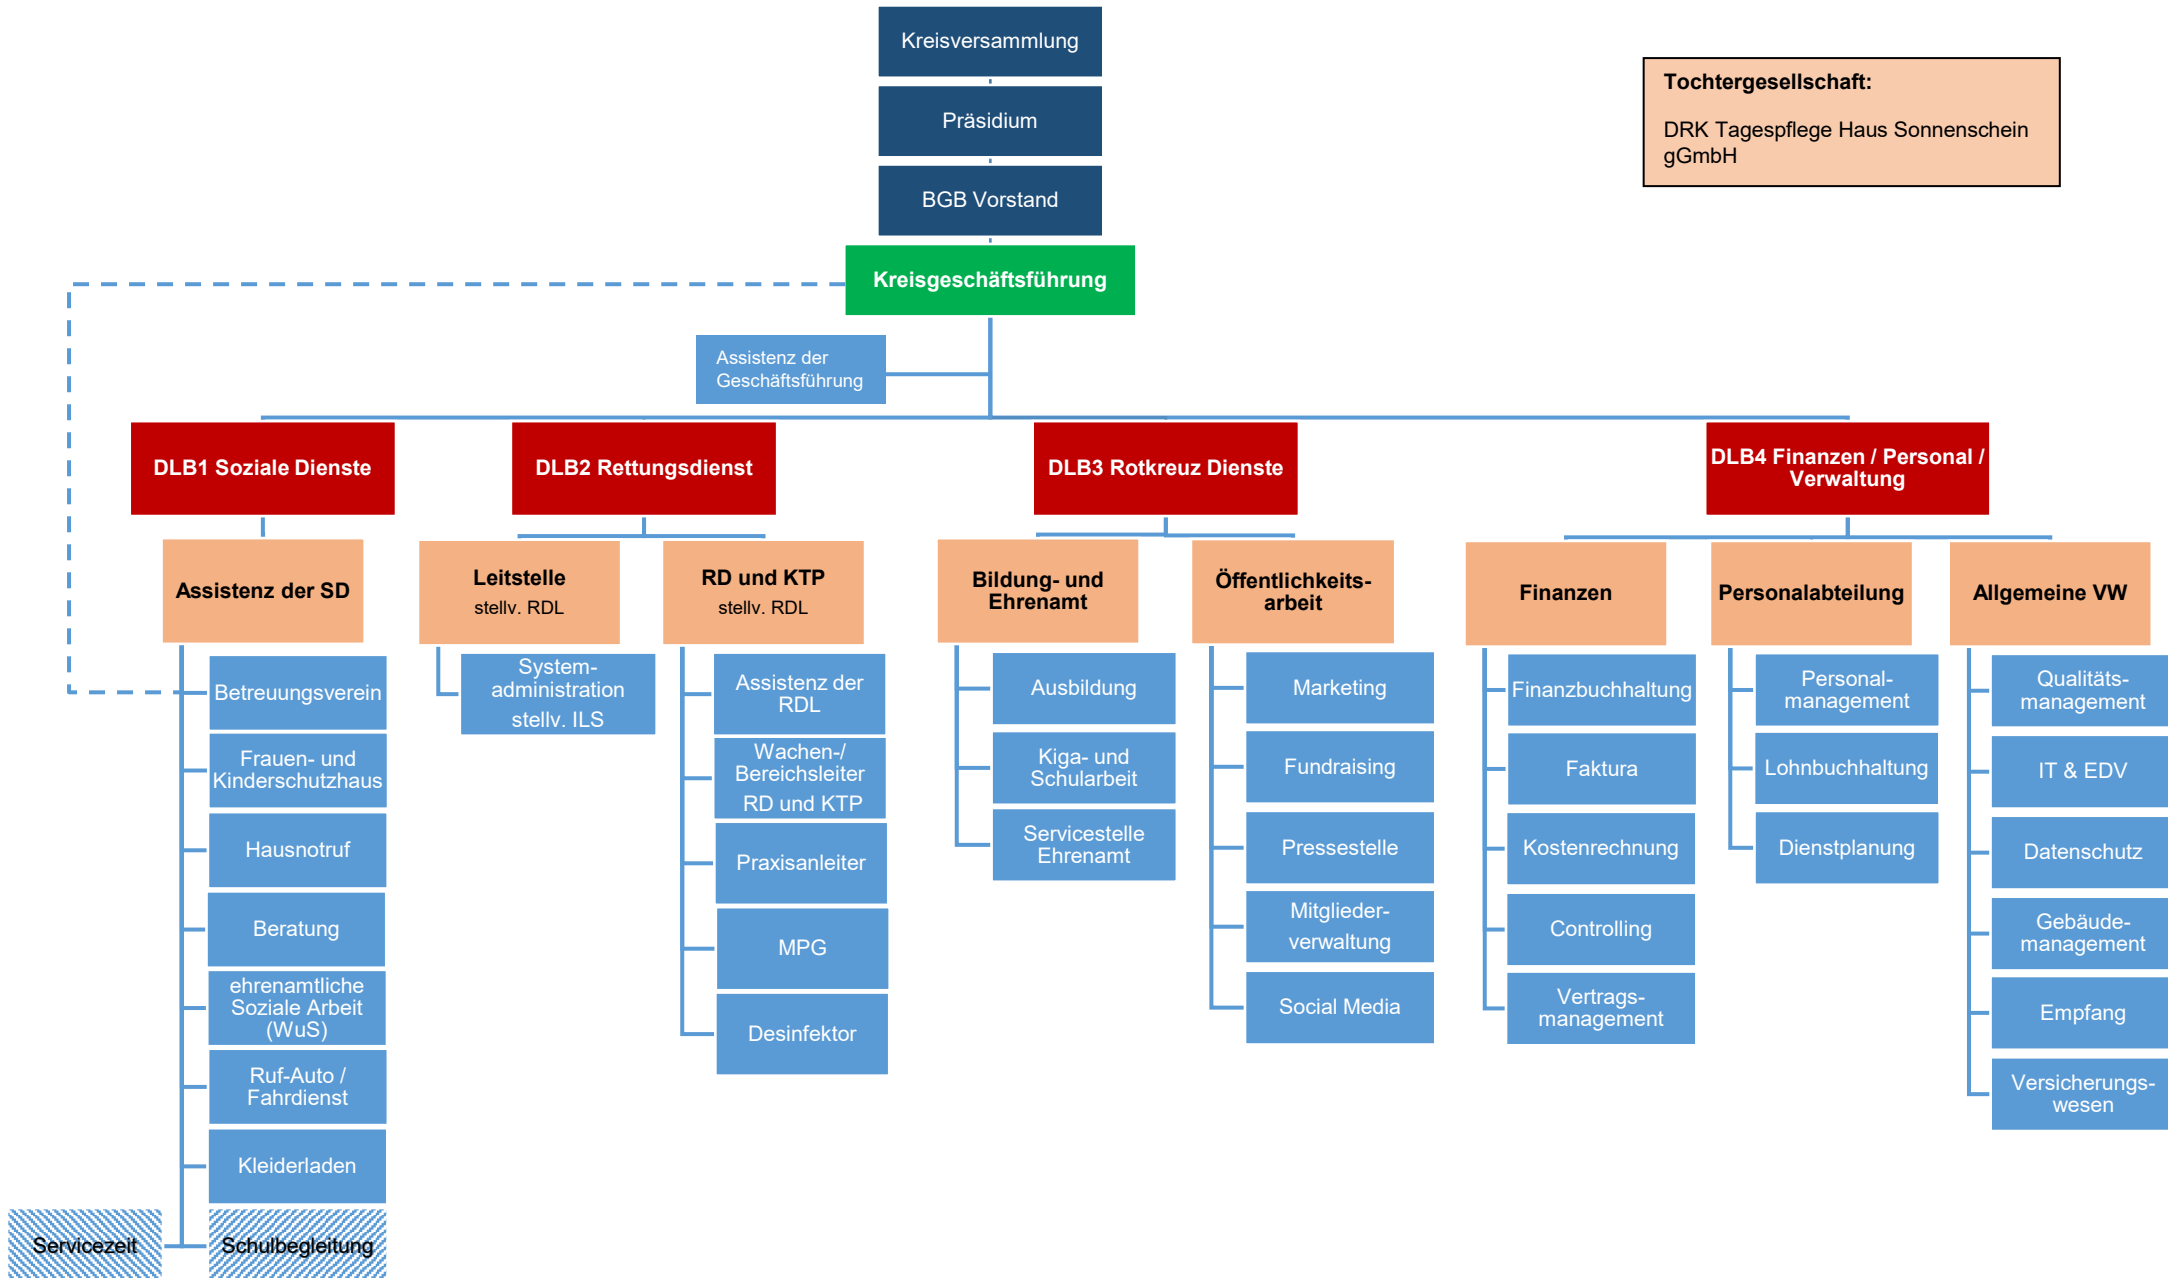 Kreisversammlung
Präsidium
BGB Vorstand
Kreisgeschäftsführung
Tochtergesellschaft:
DRK Tagespflege Haus Sonnenschein
gGmbH
Assistenz der
Geschäftsführung
DLB1 Soziale Dienste
DLB2 Rettungsdienst
DLB3 Rotkreuz Dienste
DLB4 Finanzen / Personal /
Verwaltung
Assistenz der SD
Betreuungsverein
Frauen- und
Kinderschutzhaus
Hausnotruf
Beratung
ehrenamtliche
Soziale Arbeit
(WuS)
Ruf-Auto /
Fahrdienst
Kleiderladen
Servicezeit
Schulbegleitung
Leitstelle
stellv. RDL
System-
administration
stellv. ILS
RD und KTP
stellv. RDL
Assistenz der
RDL
Wachen-/
Bereichsleiter
RD und KTP
Praxisanleiter
MPG
Desinfektor
Bildung- und
Ehrenamt
Ausbildung
Kiga- und
Schularbeit
Servicestelle
Ehrenamt
Öffentlichkeits-
arbeit
Marketing
Fundraising
Pressestelle
Mitglieder-
verwaltung
Social Media
Finanzen
Finanzbuchhaltung
Faktura
Kostenrechnung
Controlling
Vertrags-
management
Personalabteilung
Personal-
management
Lohnbuchhaltung
Dienstplanung
Allgemeine VW
Qualitäts-
management
IT & EDV
Datenschutz
Gebäude-
management
Empfang
Versicherungs-
wesen